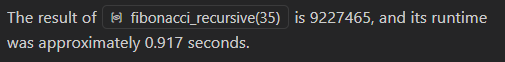 The result of fibonacci_recursive(35) is 9227465, and its runtime
was approximately 0.917 seconds.